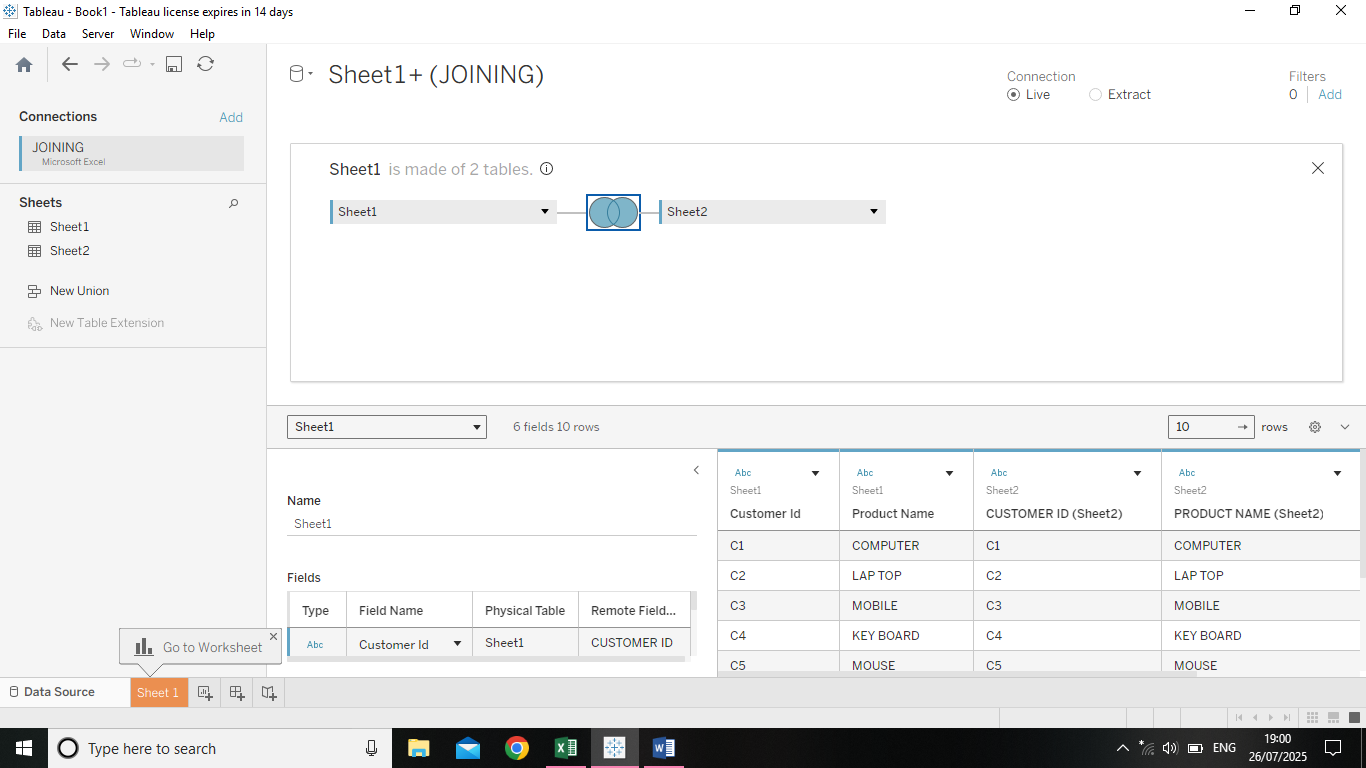 Tableau - Book1 - Tableau license expires in 14 days
File Data Server Window Help
Connections Add
JOINING
Microsoft Excel
Sheets
Sheet1
Sheet2
New Union
New Table Extension
Sheet1+ (JOINING)
Connection
Live Extract
Filters
0 Add
Sheet1 is made of 2 tables.
Sheet1 Sheet2
Sheet1 6 fields 10 rows 10 rows
Name
Sheet1
Fields
Type Field Name Physical Table Remote Field...
Abc Customer Id Sheet1 CUSTOMER ID
Abc Abc Abc Abc
Sheet1 Sheet1 Sheet2 Sheet2
Customer Id Product Name CUSTOMER ID (Sheet2) PRODUCT NAME (Sheet2)
C1 COMPUTER C1 COMPUTER
C2 LAP TOP C2 LAP TOP
C3 MOBILE C3 MOBILE
C4 KEY BOARD C4 KEY BOARD
C5 MOUSE C5 MOUSE
Go to Worksheet
Data Source Sheet 1
Type here to search
ENG
19:00
26/07/2025